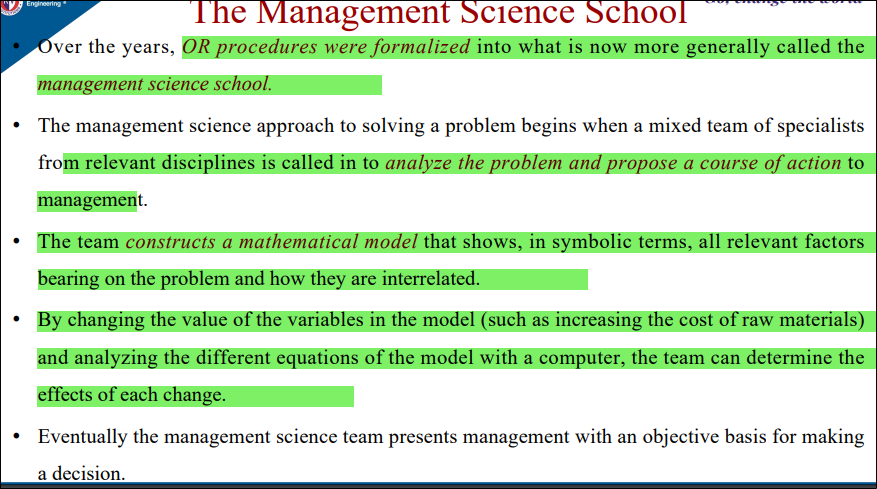 Engineering
The Management Science School
Go, change the world
• Over the years, OR procedures were formalized into what is now more generally called the
management science school.
• The management science approach to solving a problem begins when a mixed team of specialists
from relevant disciplines is called in to analyze the problem and propose a course of action to
management.
• The team constructs a mathematical model that shows, in symbolic terms, all relevant factors
bearing on the problem and how they are interrelated.
• By changing the value of the variables in the model (such as increasing the cost of raw materials)
and analyzing the different equations of the model with a computer, the team can determine the
effects of each change.
• Eventually the management science team presents management with an objective basis for making
a decision.